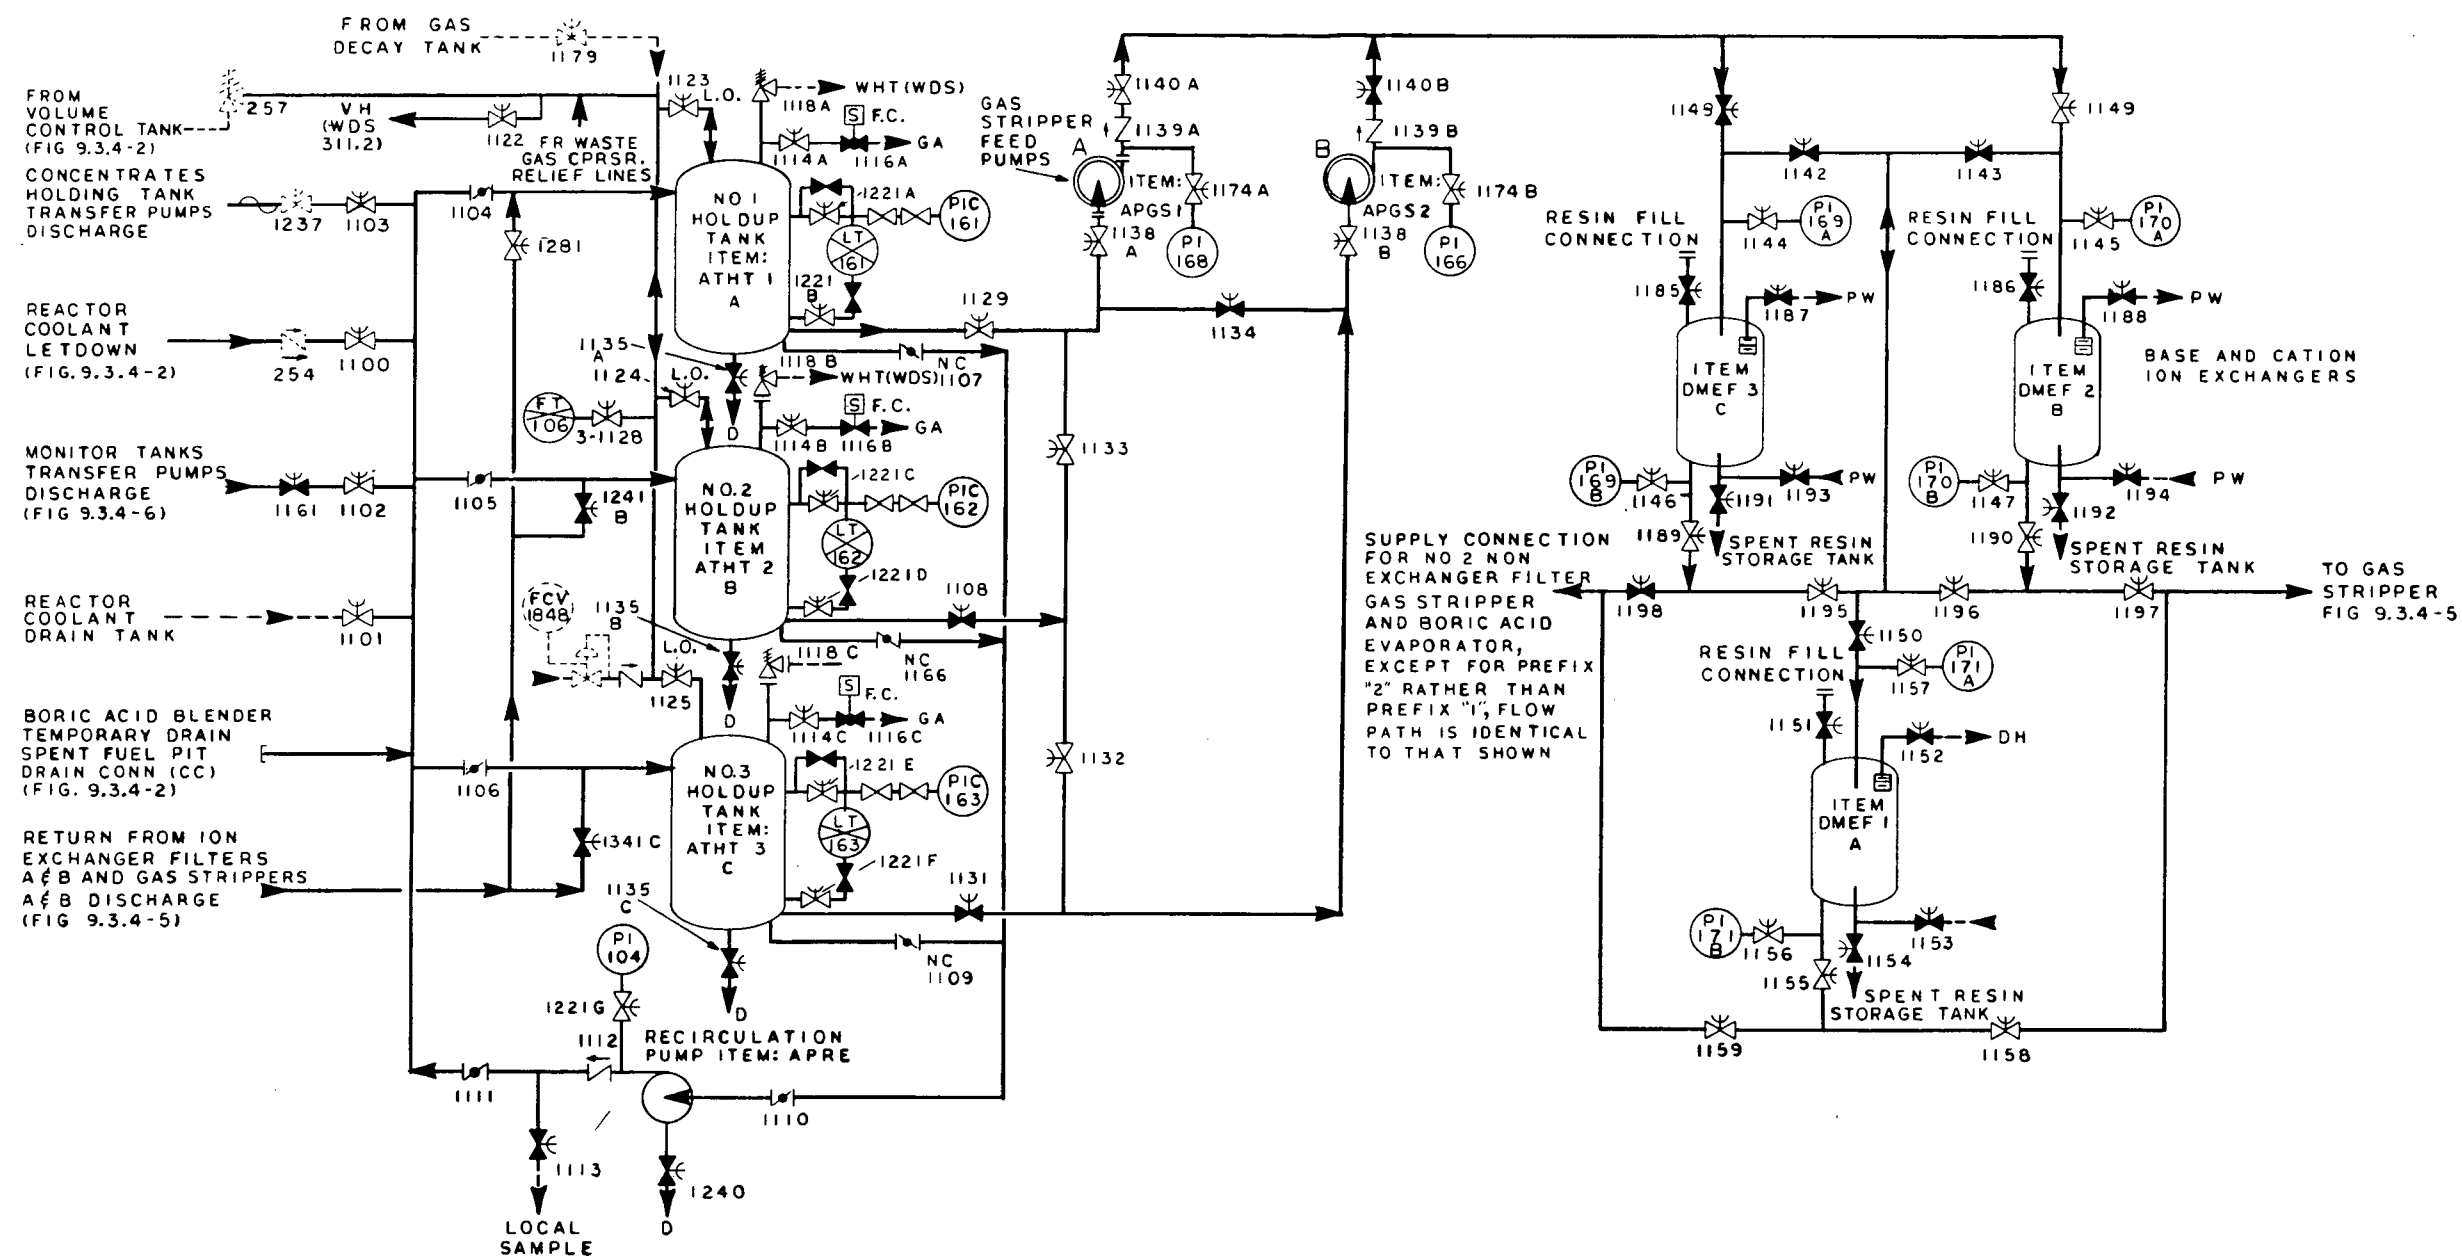 FROM GAS
DECAY TANK
1179
FROM
VOLUME
CONTROL TANK
(FIG 9.3.4-2)
257
VH
(WDS
311.2)
1122
FR WASTE
GAS CPRSR.
RELIEF LINES
1123
L.O.
CONCENTRATES
HOLDING TANK
TRANSFER PUMPS
DISCHARGE
1237
1103
1104
1281
REACTOR
COOLANT
LETDOWN
(FIG.9.3.4-2)
254
1100
MONITOR TANKS
TRANSFER PUMPS
DISCHARGE
(FIG 9.3.4-6)
1161
1102
1105
1241
B
REACTOR
COOLANT
DRAIN TANK
1101
BORIC ACID BLENDER
TEMPORARY DRAIN
SPENT FUEL PIT
DRAIN CONN (CC)
(FIG. 9.3.4-2)
1106
RETURN FROM ION
EXCHANGER FILTERS
A & B AND GAS STRIPPERS
A & B DISCHARGE
(FIG 9.3.4-5)
1341 C
WHT(WDS)
1118A
S
F.C.
1114A
1116A
GA
NO.1
HOLDUP
TANK
ITEM:
ATHT 1
A
1221A
PIC
161
LT
161
1221
B
1129
1135
A
D
1118 B
NC
1107
WHT(WDS)
1124
L.O.
FT
106
3-1128
S
F.C.
1114B
1116B
GA
NO.2
HOLDUP
TANK
ITEM
ATHT 2
B
1221C
PIC
162
LT
162
1221D
1108
FCV
1848
1135
B
L.O.
1125
D
1118 C
NC
1166
S
F.C.
1114C
1116C
GA
NO.3
HOLDUP
TANK
ITEM:
ATHT 3
C
1221 E
PIC
163
LT
163
1221F
1131
1135
C
D
NC
1109
PI
104
1221G
1112
RECIRCULATION
PUMP ITEM: APRE
1111
1110
1113
LOCAL
SAMPLE
1240
D
1133
1132
GAS
STRIPPER
FEED
PUMPS
A
1140 A
1139A
ITEM:
APGS1
1174 A
1138
A
PI
168
1134
B
1140B
1139B
ITEM:
APGS2
1174 B
1138
B
PI
166
1149
1149
1142
1143
RESIN FILL
CONNECTION
1144
PI
169
A
RESIN FILL
CONNECTION
1145
PI
170
A
1185
1187
PW
1186
1188
PW
ITEM
DMEF 3
C
ITEM
DMEF 2
B
BASE AND CATION
ION EXCHANGERS
PI
169
B
1146
1191
1193
PW
PI
170
B
1147
1192
1194
PW
1189
SPENT RESIN
STORAGE TANK
1190
SPENT RESIN
STORAGE TANK
SUPPLY CONNECTION
FOR NO 2 NON
EXCHANGER FILTER
GAS STRIPPER
AND BORIC ACID
EVAPORATOR,
EXCEPT FOR PREFIX
"2" RATHER THAN
PREFIX "1", FLOW
PATH IS IDENTICAL
TO THAT SHOWN
1198
1195
1196
1197
TO GAS
STRIPPER
FIG 9.3.4-5
1150
RESIN FILL
CONNECTION
1157
PI
171
A
1151
1152
DH
ITEM
DMEF 1
A
PI
171
B
1156
1153
1154
1155
SPENT RESIN
STORAGE TANK
1159
1158